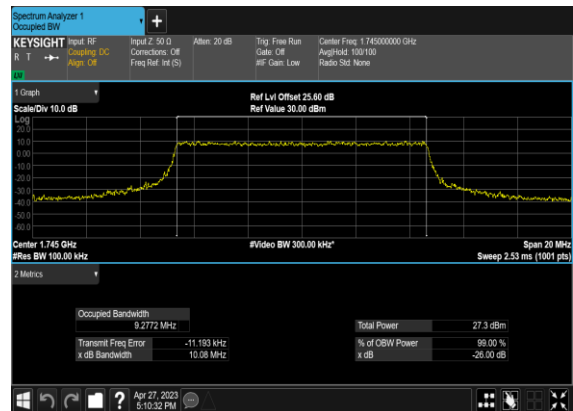 Spectrum Analyzer 1
Occupied BW
KEYSIGHT Input: RF Input Z: 50 Ω Atten: 20 dB Trig: Free Run Center Freq: 1.745000000 GHz
R T Coupling: DC Corrections: Off Gate: Off Avg|Hold: 100/100
Align: Off Freq Ref: Int (S) #IF Gain: Low Radio Std: None
1 Graph
Ref Lvl Offset 25.60 dB
Scale/Div 10.0 dB Ref Value 30.00 dBm
Log
20.0
10.0
0.00
-10.0
-20.0
-30.0
-40.0
-50.0
-60.0
Center 1.745 GHz #Video BW 300.00 kHz* Span 20 MHz
#Res BW 100.00 kHz Sweep 2.53 ms (1001 pts)
2 Metrics
Occupied Bandwidth
9.2772 MHz Total Power 27.3 dBm
Transmit Freq Error -11.193 kHz % of OBW Power 99.00 %
x dB Bandwidth 10.08 MHz x dB -26.00 dB
?
Apr 27, 2023
5:10:32 PM